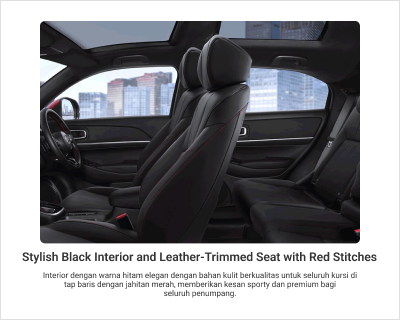 Stylish Black Interior and Leather-Trimmed Seat with Red Stitches
Interior dengan warna hitam elegan dengan bahan kulit berkualitas untuk seluruh kursi di
tap baris dengan jahitan merah, memberikan kesan sporty dan premium bagi
seluruh penumpang.